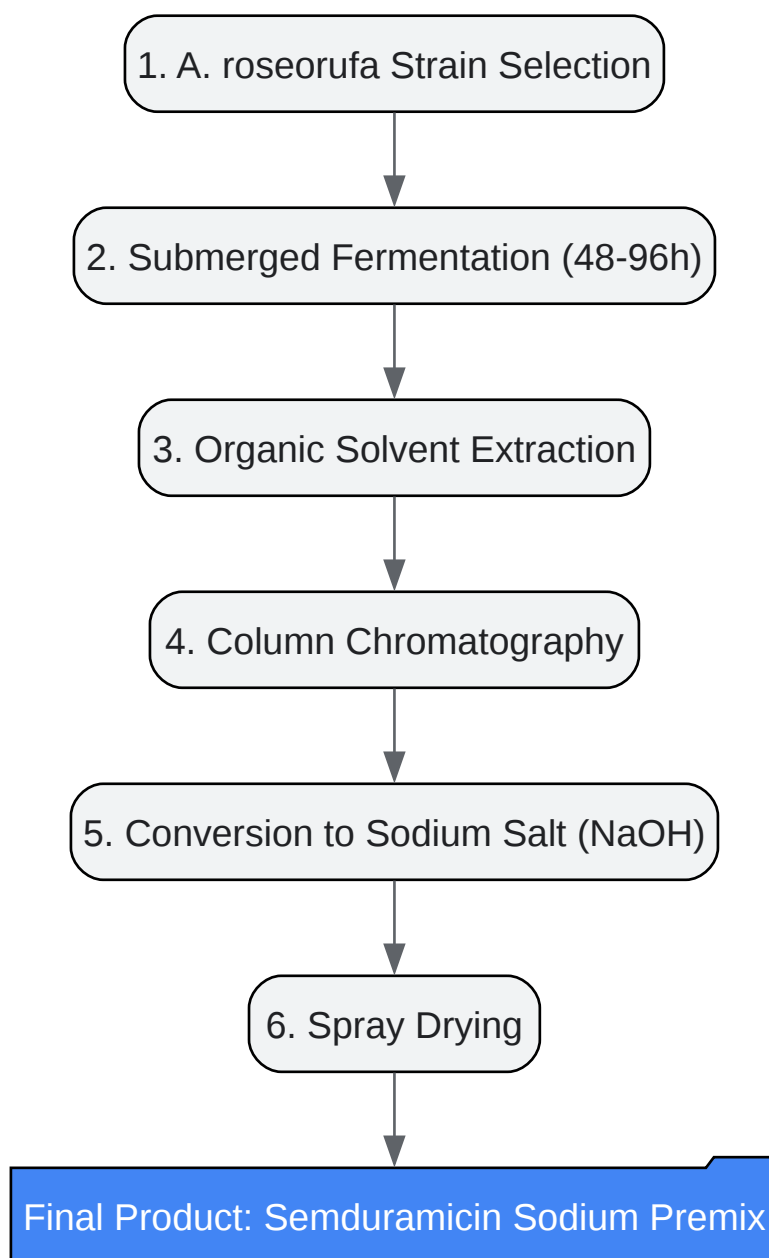 1. A. roseorufa Strain Selection
2. Submerged Fermentation (48-96h)
3. Organic Solvent Extraction
4. Column Chromatography
5. Conversion to Sodium Salt (NaOH)
6. Spray Drying
Final Product: Semduramicin Sodium Premix